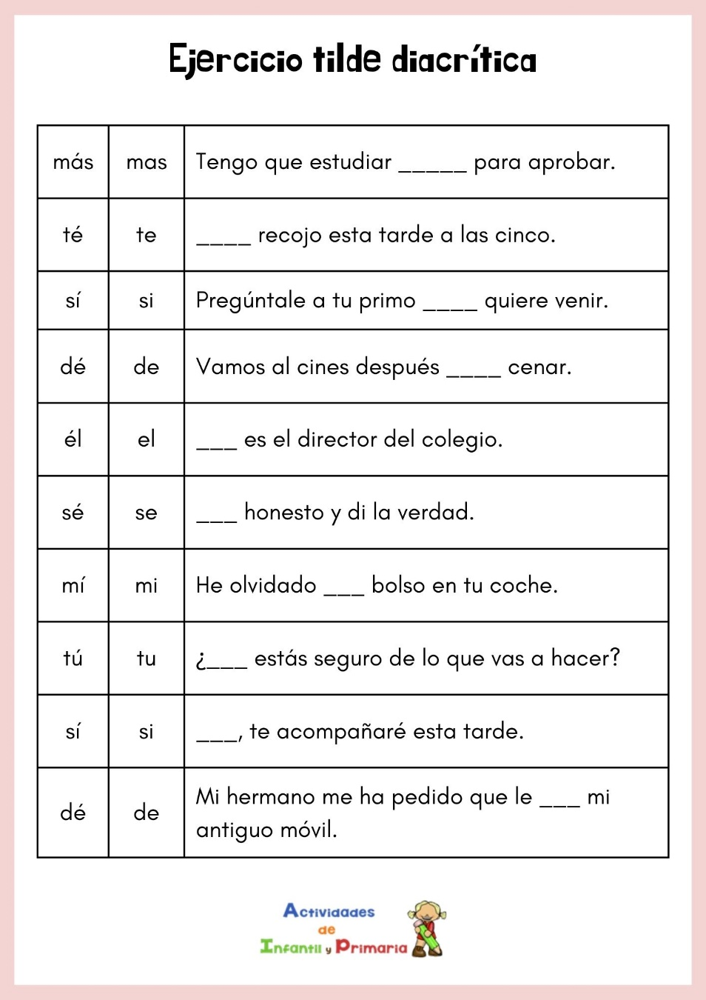 Ejercicio tilde diacrítica
más mas Tengo que estudiar _____ para aprobar.
té te ____ recojo esta tarde a las cinco.
sí si Pregúntale a tu primo ____ quiere venir.
dé de Vamos al cines después ____ cenar.
él el ___ es el director del colegio.
sé se ___ honesto y di la verdad.
mí mi He olvidado ___ bolso en tu coche.
tú tu ¿___ estás seguro de lo que vas a hacer?
sí si ___, te acompañaré esta tarde.
dé de Mi hermano me ha pedido que le ___ mi
antiguo móvil.
Actividades
de
Infantil y Primaria